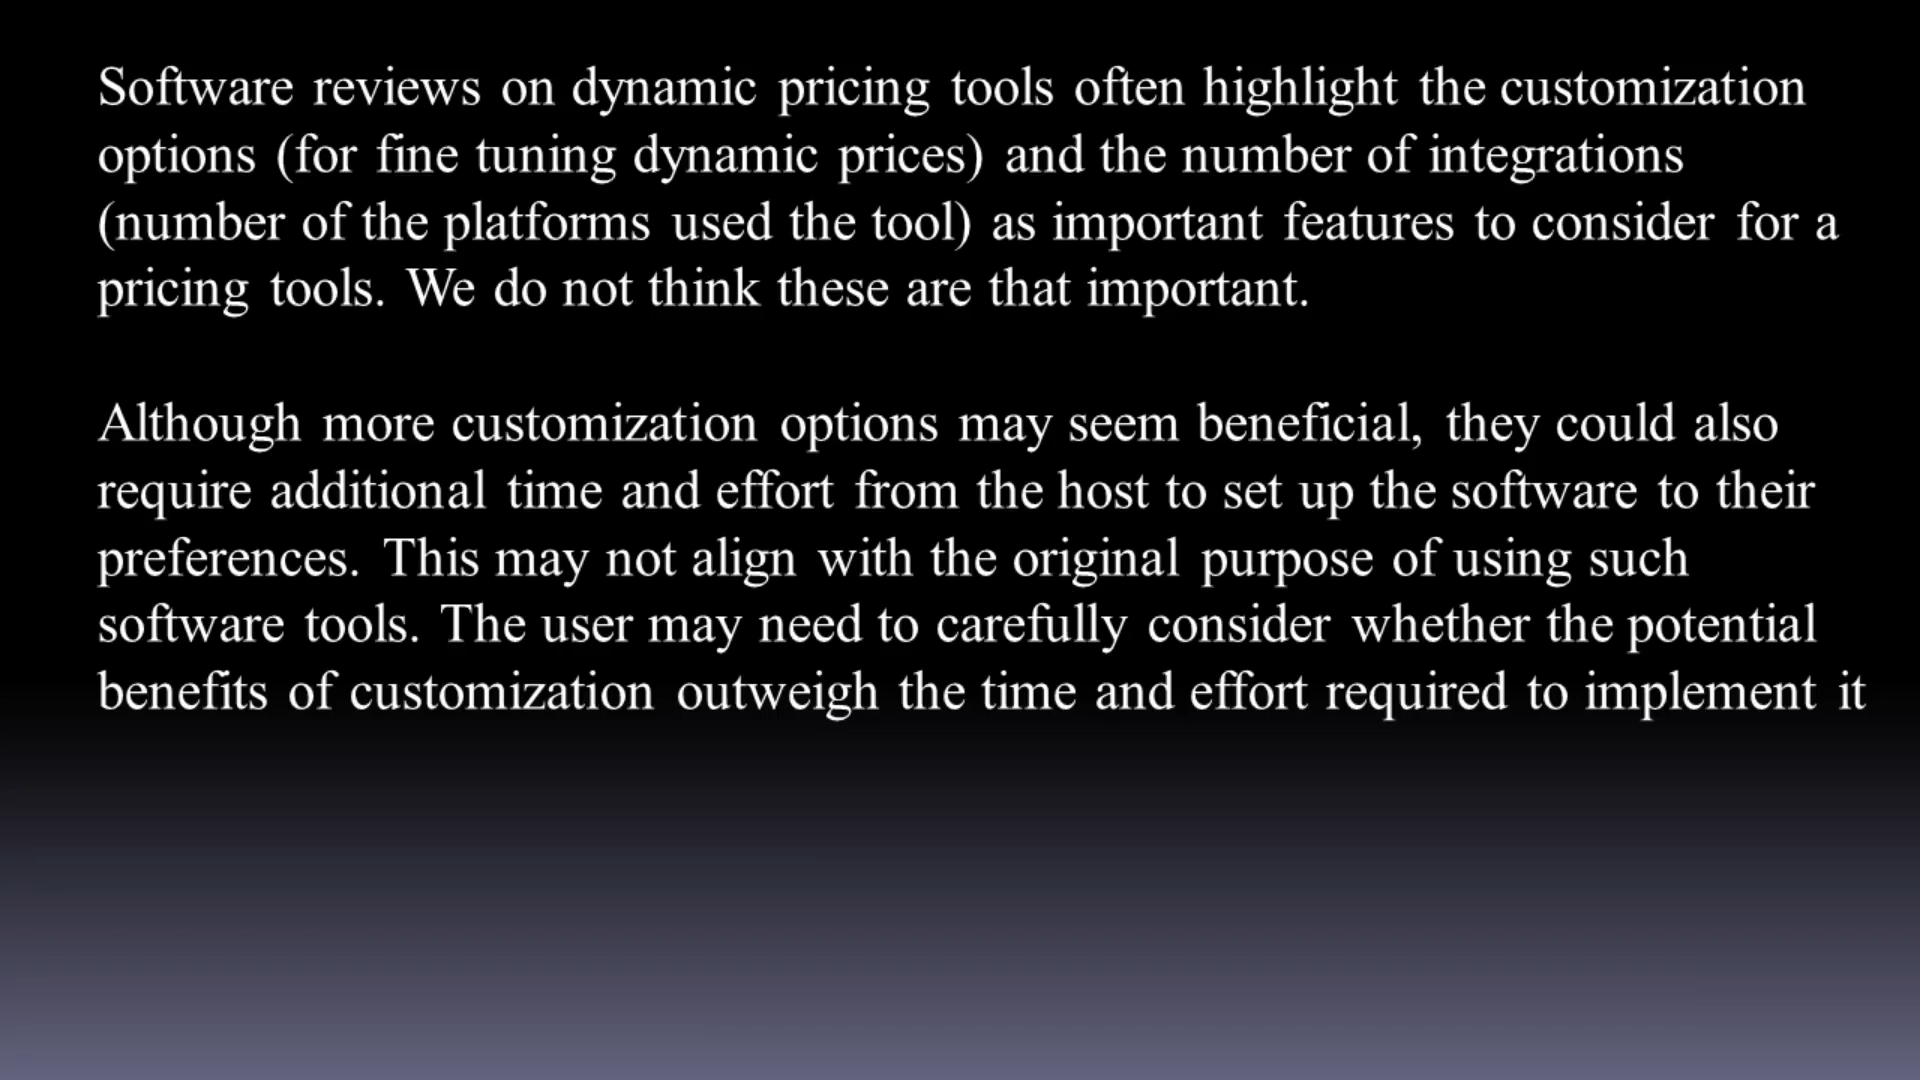 Software reviews on dynamic pricing tools often highlight the customization
options (for fine tuning dynamic prices) and the number of integrations
(number of the platforms used the tool) as important features to consider for a
pricing tools. We do not think these are that important.
Although more customization options may seem beneficial, they could also
require additional time and effort from the host to set up the software to their
preferences. This may not align with the original purpose of using such
software tools. The user may need to carefully consider whether the potential
benefits of customization outweigh the time and effort required to implement it